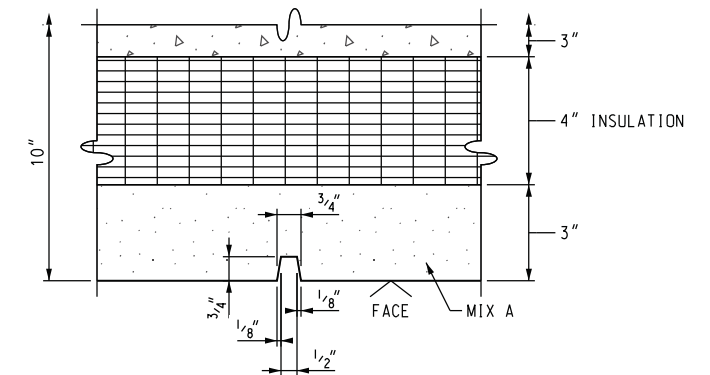 3"
10"
4" INSULATION
3/4"
3"
3/4"
1/8"
FACE
MIX A
1/8"
1/2"